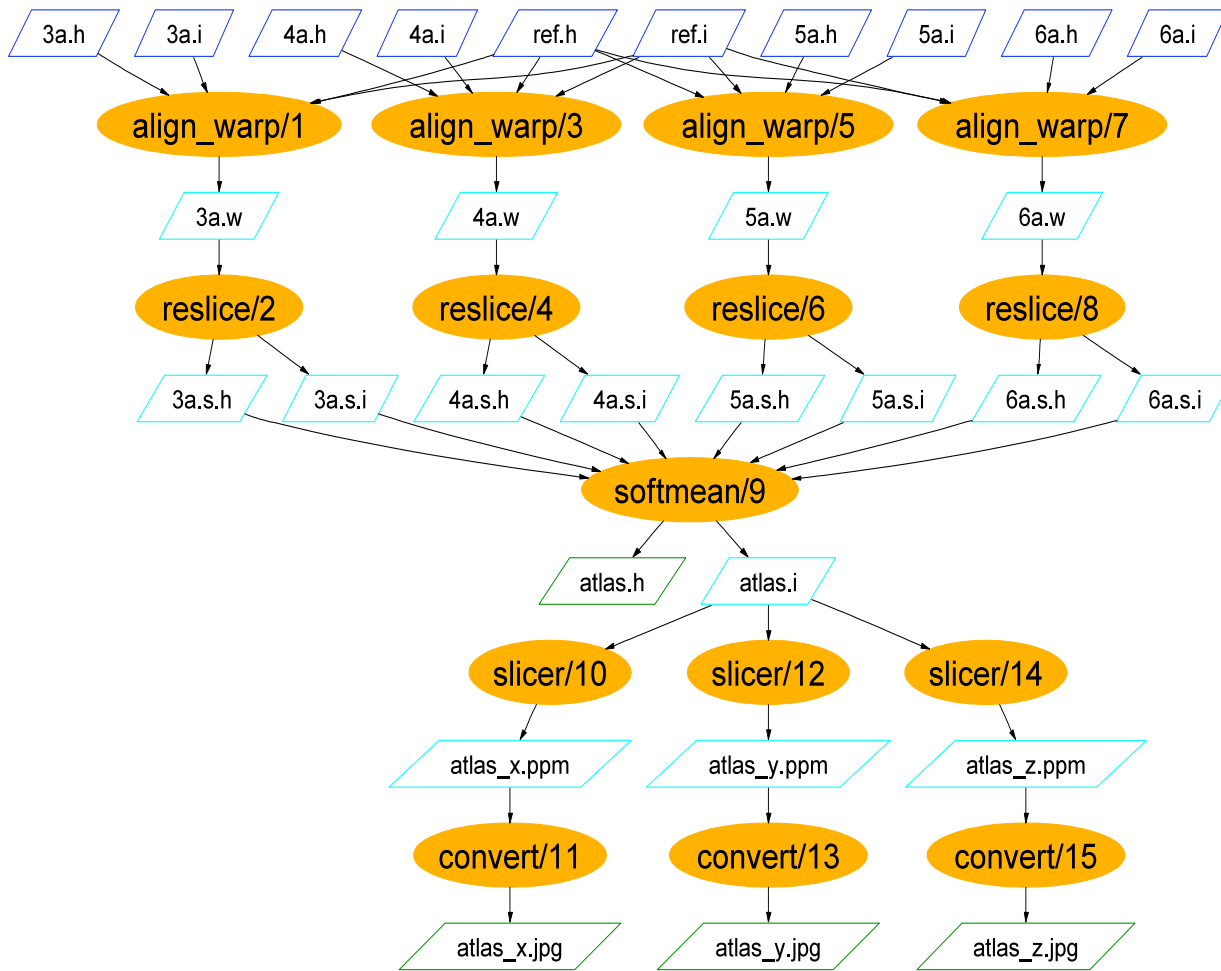 3a.h
3a.i
4a.h
4a.i
ref.h
ref.i
5a.h
5a.i
6a.h
6a.i
align_warp/1
align_warp/3
align_warp/5
align_warp/7
3a.w
4a.w
5a.w
6a.w
reslice/2
reslice/4
reslice/6
reslice/8
3a.s.h
3a.s.i
4a.s.h
4a.s.i
5a.s.h
5a.s.i
6a.s.h
6a.s.i
softmean/9
atlas.h
atlas.i
slicer/10
slicer/12
slicer/14
atlas_x.ppm
atlas_y.ppm
atlas_z.ppm
convert/11
convert/13
convert/15
atlas_x.jpg
atlas_y.jpg
atlas_z.jpg